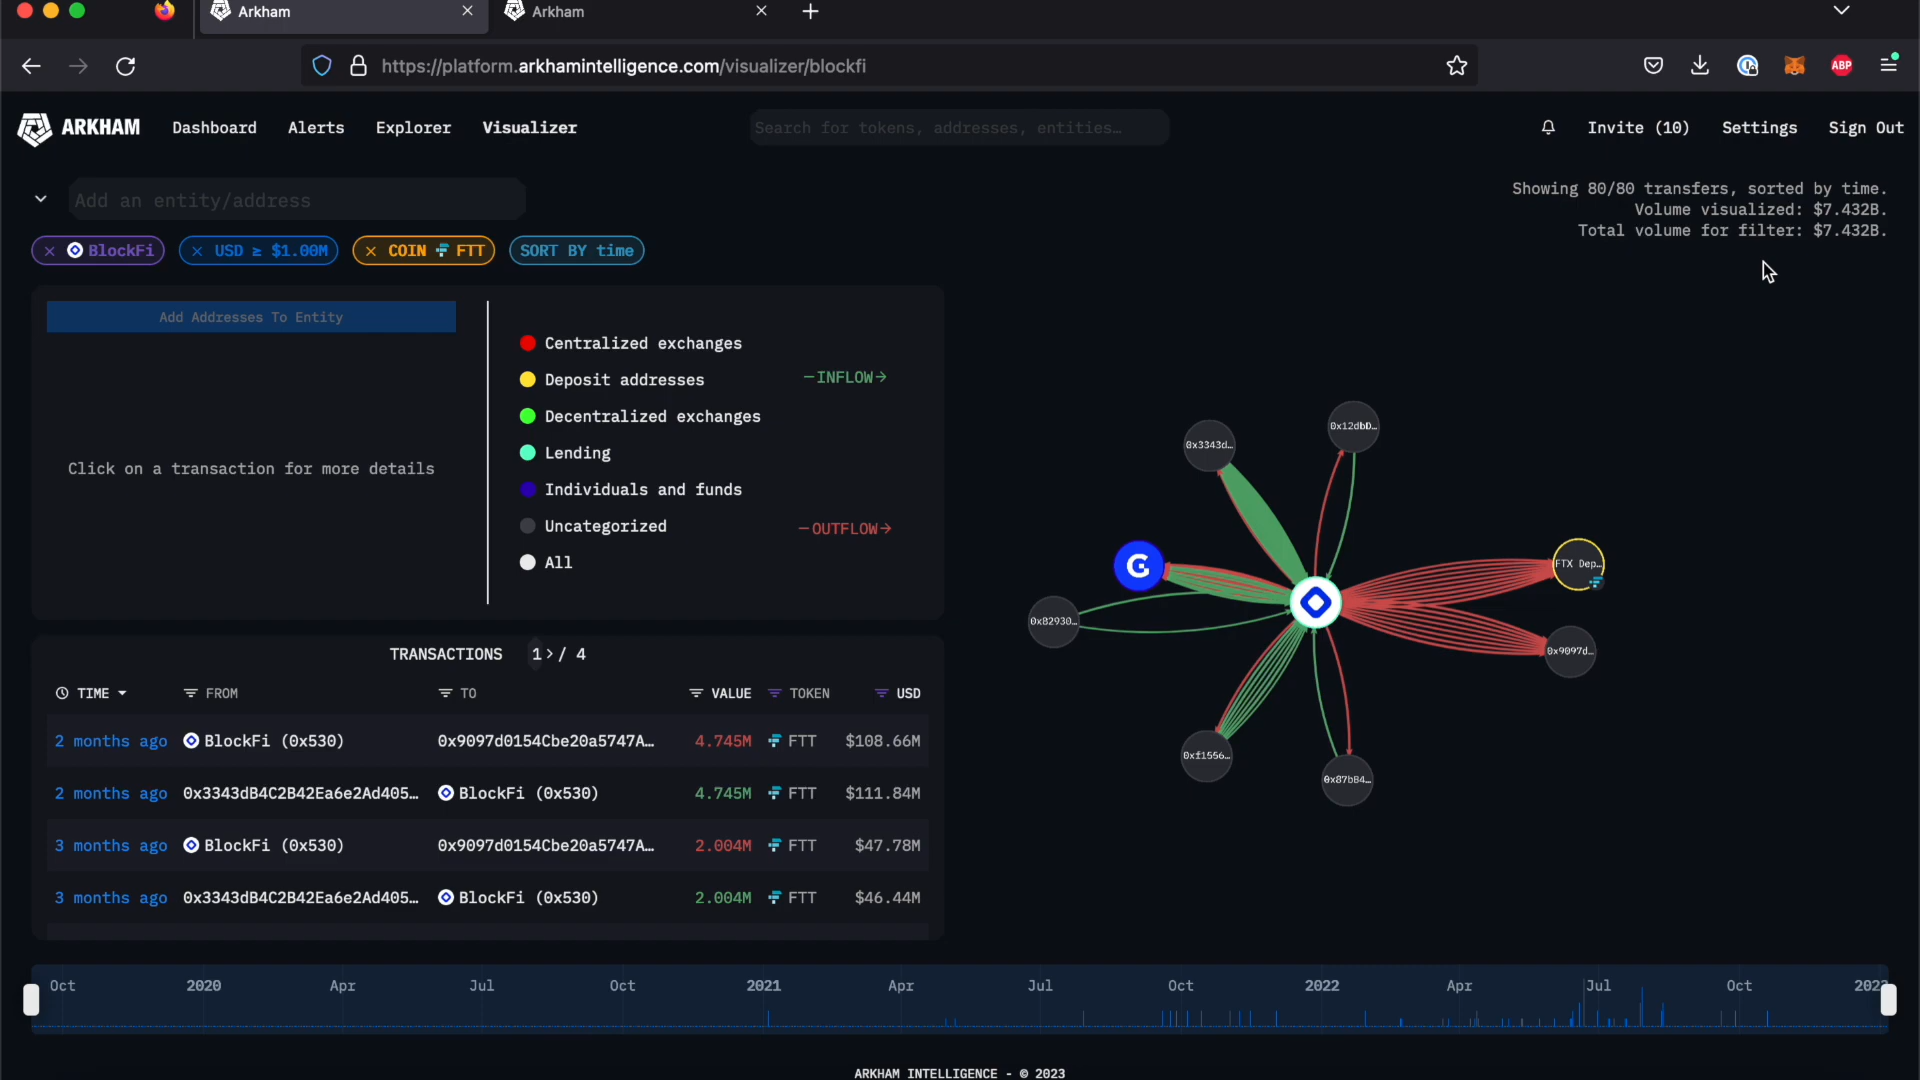 Arkham
Arkham
https://platform.arkhamintelligence.com/visualizer/blockfi
ABP
ARKHAM
Dashboard
Alerts
Explorer
Visualizer
Search for tokens, addresses, entities…
Invite (10)
Settings
Sign Out
Add an entity/address
Showing 80/80 transfers, sorted by time.
Volume visualized: $7.432B.
Total volume for filter: $7.432B.
× BlockFi
× USD ≥ $1.00M
× COIN FTT
SORT BY time
Add Addresses To Entity
Click on a transaction for more details
Centralized exchanges
Deposit addresses
Decentralized exchanges
Lending
Individuals and funds
Uncategorized
All
INFLOW
OUTFLOW
0x3343d…
0x12dbD…
G
FTX Dep…
0x82930…
0x9097d…
0xf1556…
0x87bB4…
TRANSACTIONS 1 > / 4
TIME FROM TO VALUE TOKEN USD
2 months ago BlockFi (0x530) 0x9097d0154Cbe20a5747A… 4.745M FTT $108.66M
2 months ago 0x3343dB4C2B42Ea6e2Ad405… BlockFi (0x530) 4.745M FTT $111.84M
3 months ago BlockFi (0x530) 0x9097d0154Cbe20a5747A… 2.004M FTT $47.78M
3 months ago 0x3343dB4C2B42Ea6e2Ad405… BlockFi (0x530) 2.004M FTT $46.44M
Oct 2020 Apr Jul Oct 2021 Apr Jul Oct 2022 Apr Jul Oct 2023
ARKHAM INTELLIGENCE - © 2023